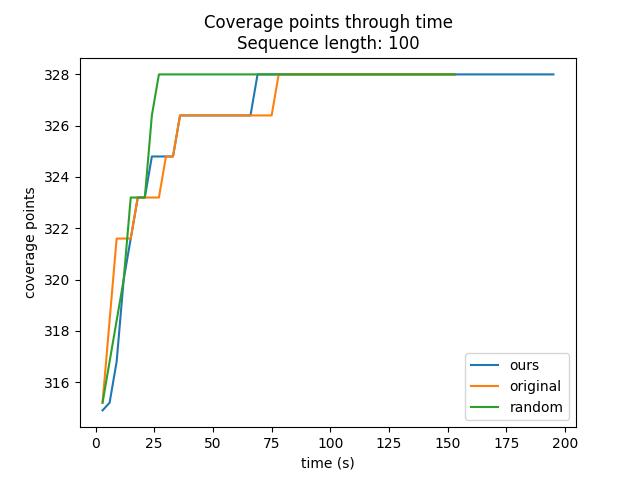 Coverage points through time
Sequence length: 100
328
326
324
322
320
318
316
coverage points
0 25 50 75 100 125 150 175 200
time (s)
ours
original
random